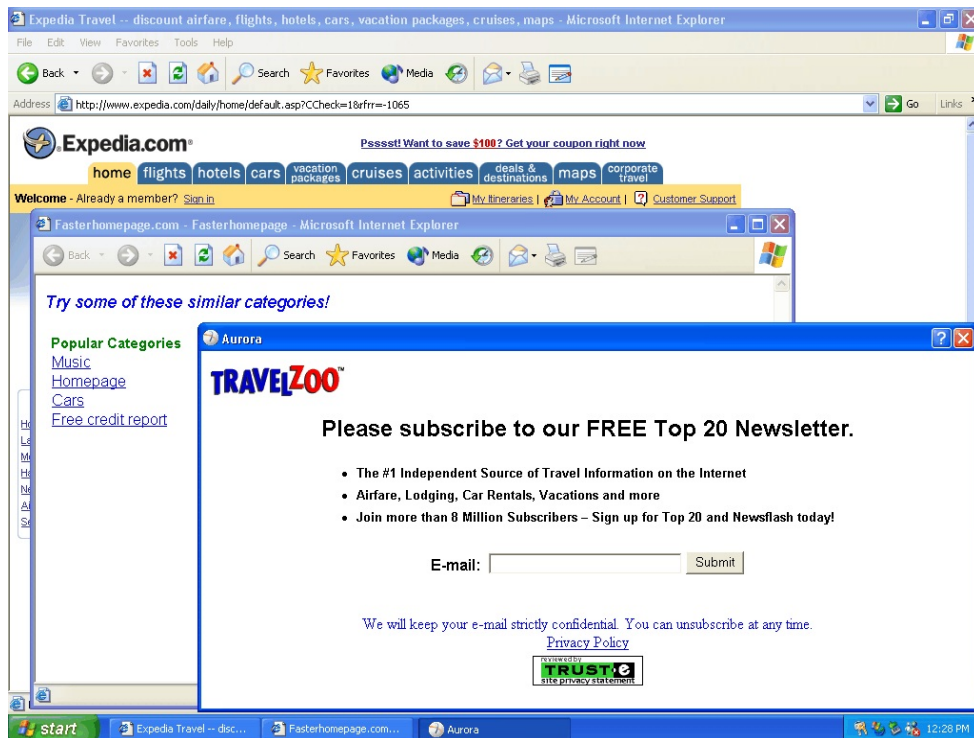 Expedia Travel -- discount airfare, flights, hotels, cars, vacation packages, cruises, maps - Microsoft Internet Explorer
File Edit View Favorites Tools Help
Back Search Favorites Media
Address http://www.expedia.com/daily/home/default.asp?CCheck=1&rfrr=-1065 Go Links
Expedia.com
Psssst! Want to save $100? Get your coupon right now
home flights hotels cars vacation packages cruises activities deals & destinations maps corporate travel
Welcome - Already a member? Sign in My Itineraries | My Account | Customer Support
Fasterhomepage.com - Fasterhomepage - Microsoft Internet Explorer
Back Search Favorites Media
Try some of these similar categories!
Popular Categories
Music
Homepage
Cars
Free credit report
Aurora
TRAVELZOO
Please subscribe to our FREE Top 20 Newsletter.
• The #1 Independent Source of Travel Information on the Internet
• Airfare, Lodging, Car Rentals, Vacations and more
• Join more than 8 Million Subscribers – Sign up for Top 20 and Newsflash today!
E-mail: Submit
We will keep your e-mail strictly confidential. You can unsubscribe at any time.
Privacy Policy
reviewed by
TRUST-e
site privacy statement
start Expedia Travel -- disc... Fasterhomepage.com... Aurora 12:28 PM